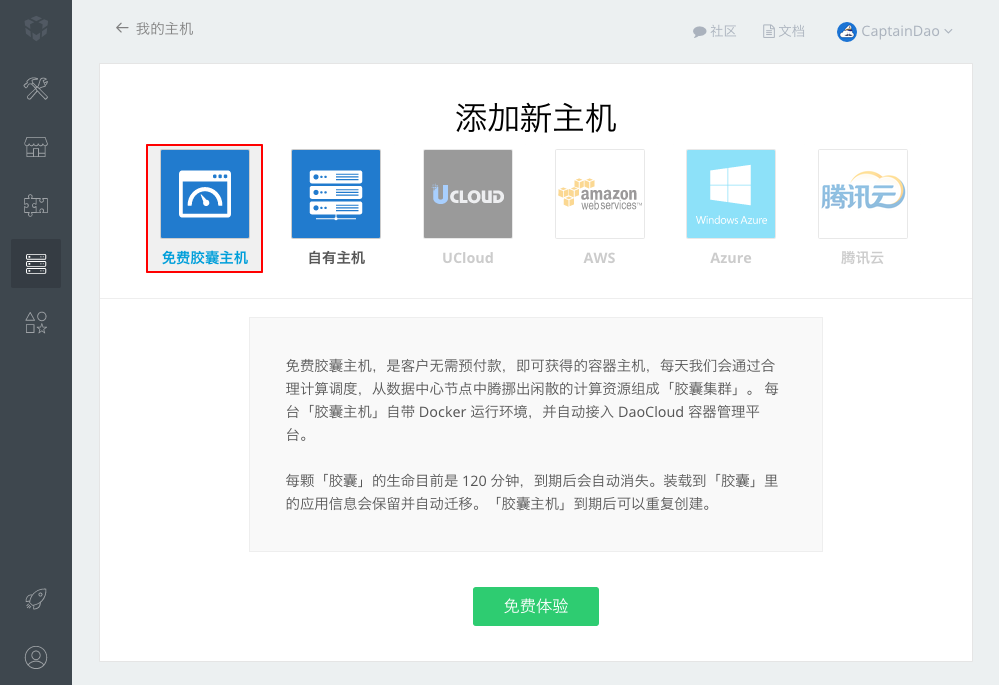 ← 我的主机
社区 文档 CaptainDao
添加新主机
UCLOUD
amazon
web services™
Windows Azure
腾讯云
免费胶囊主机 自有主机 UCloud AWS Azure 腾讯云
免费胶囊主机，是客户无需预付款，即可获得的容器主机，每天我们会通过合
理计算调度，从数据中心节点中腾挪出闲散的计算资源组成「胶囊集群」。 每
台「胶囊主机」自带 Docker 运行环境，并自动接入 DaoCloud 容器管理平
台。
每颗「胶囊」的生命目前是 120 分钟，到期后会自动消失。装载到「胶囊」里
的应用信息会保留并自动迁移。「胶囊主机」到期后可以重复创建。
免费体验